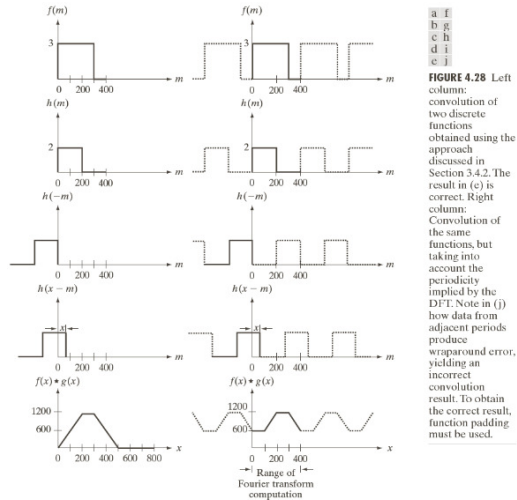 f(m)
3
0 200 400
m
h(m)
2
0 200 400
m
h(−m)
0 200 400
m
h(x − m)
x
0 200 400
m
f(x) ★ g(x)
1200
600
0 200 400 600 800
x
f(m)
3
0 200 400
m
h(m)
2
0 200 400
m
h(−m)
0 200 400
m
h(x − m)
x
0 200 400
m
f(x) ★ g(x)
1200
600
0 200 400
x
Range of
Fourier transform
computation
a f
b g
c h
d i
e j
FIGURE 4.28 Left
column:
convolution of
two discrete
functions
obtained using the
approach
discussed in
Section 3.4.2. The
result in (e) is
correct. Right
column:
Convolution of
the same
functions, but
taking into
account the
periodicity
implied by the
DFT. Note in (j)
how data from
adjacent periods
produce
wraparound error,
yielding an
incorrect
convolution
result. To obtain
the correct result,
function padding
must be used.